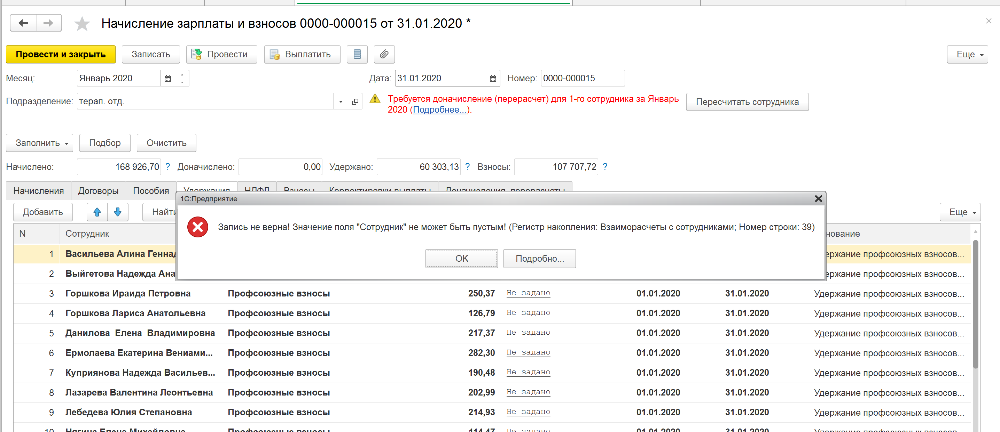 Начисление зарплаты и взносов 0000-000015 от 31.01.2020 *
Провести и закрыть Записать Провести Выплатить Еще
Месяц: Январь 2020 Дата: 31.01.2020 Номер: 0000-000015
Подразделение: терап. отд. Требуется доначисление (перерасчет) для 1-го сотрудника за Январь
2020 (Подробнее...). Пересчитать сотрудника
Заполнить Подбор Очистить
Начислено: 168 926,70 ? Доначислено: 0,00 Удержано: 60 303,13 ? Взносы: 107 707,72 ?
Начисления Договоры Пособия Удержания НДФЛ Взносы Корректировки выплаты Доначисления, перерасчеты
1С:Предприятие
Добавить Найти Еще
Запись не верна! Значение поля "Сотрудник" не может быть пустым! (Регистр накопления: Взаиморасчеты с сотрудниками; Номер строки: 39)
N Сотрудник нование
OK Подробно...
1 Васильева Алина Геннад ержание профсоюзных взносов...
2 Выйгетова Надежда Ана ержание профсоюзных взносов...
3 Горшкова Ираида Петровна Профсоюзные взносы 250,37 Не задано 01.01.2020 31.01.2020 Удержание профсоюзных взносов...
4 Горшкова Лариса Анатольевна Профсоюзные взносы 126,79 Не задано 01.01.2020 31.01.2020 Удержание профсоюзных взносов...
5 Данилова Елена Владимировна Профсоюзные взносы 217,37 Не задано 01.01.2020 31.01.2020 Удержание профсоюзных взносов...
6 Ермолаева Екатерина Вениами... Профсоюзные взносы 282,30 Не задано 01.01.2020 31.01.2020 Удержание профсоюзных взносов...
7 Куприянова Надежда Васильев... Профсоюзные взносы 190,48 Не задано 01.01.2020 31.01.2020 Удержание профсоюзных взносов...
8 Лазарева Валентина Леонтьевна Профсоюзные взносы 202,99 Не задано 01.01.2020 31.01.2020 Удержание профсоюзных взносов...
9 Лебедева Юлия Степановна Профсоюзные взносы 214,93 Не задано 01.01.2020 31.01.2020 Удержание профсоюзных взносов...
10 Нягина Елена Михайловна Профсоюзные взносы 114,47 Не задано 01.01.2020 31.01.2020 Удержание профсоюзных взносов...